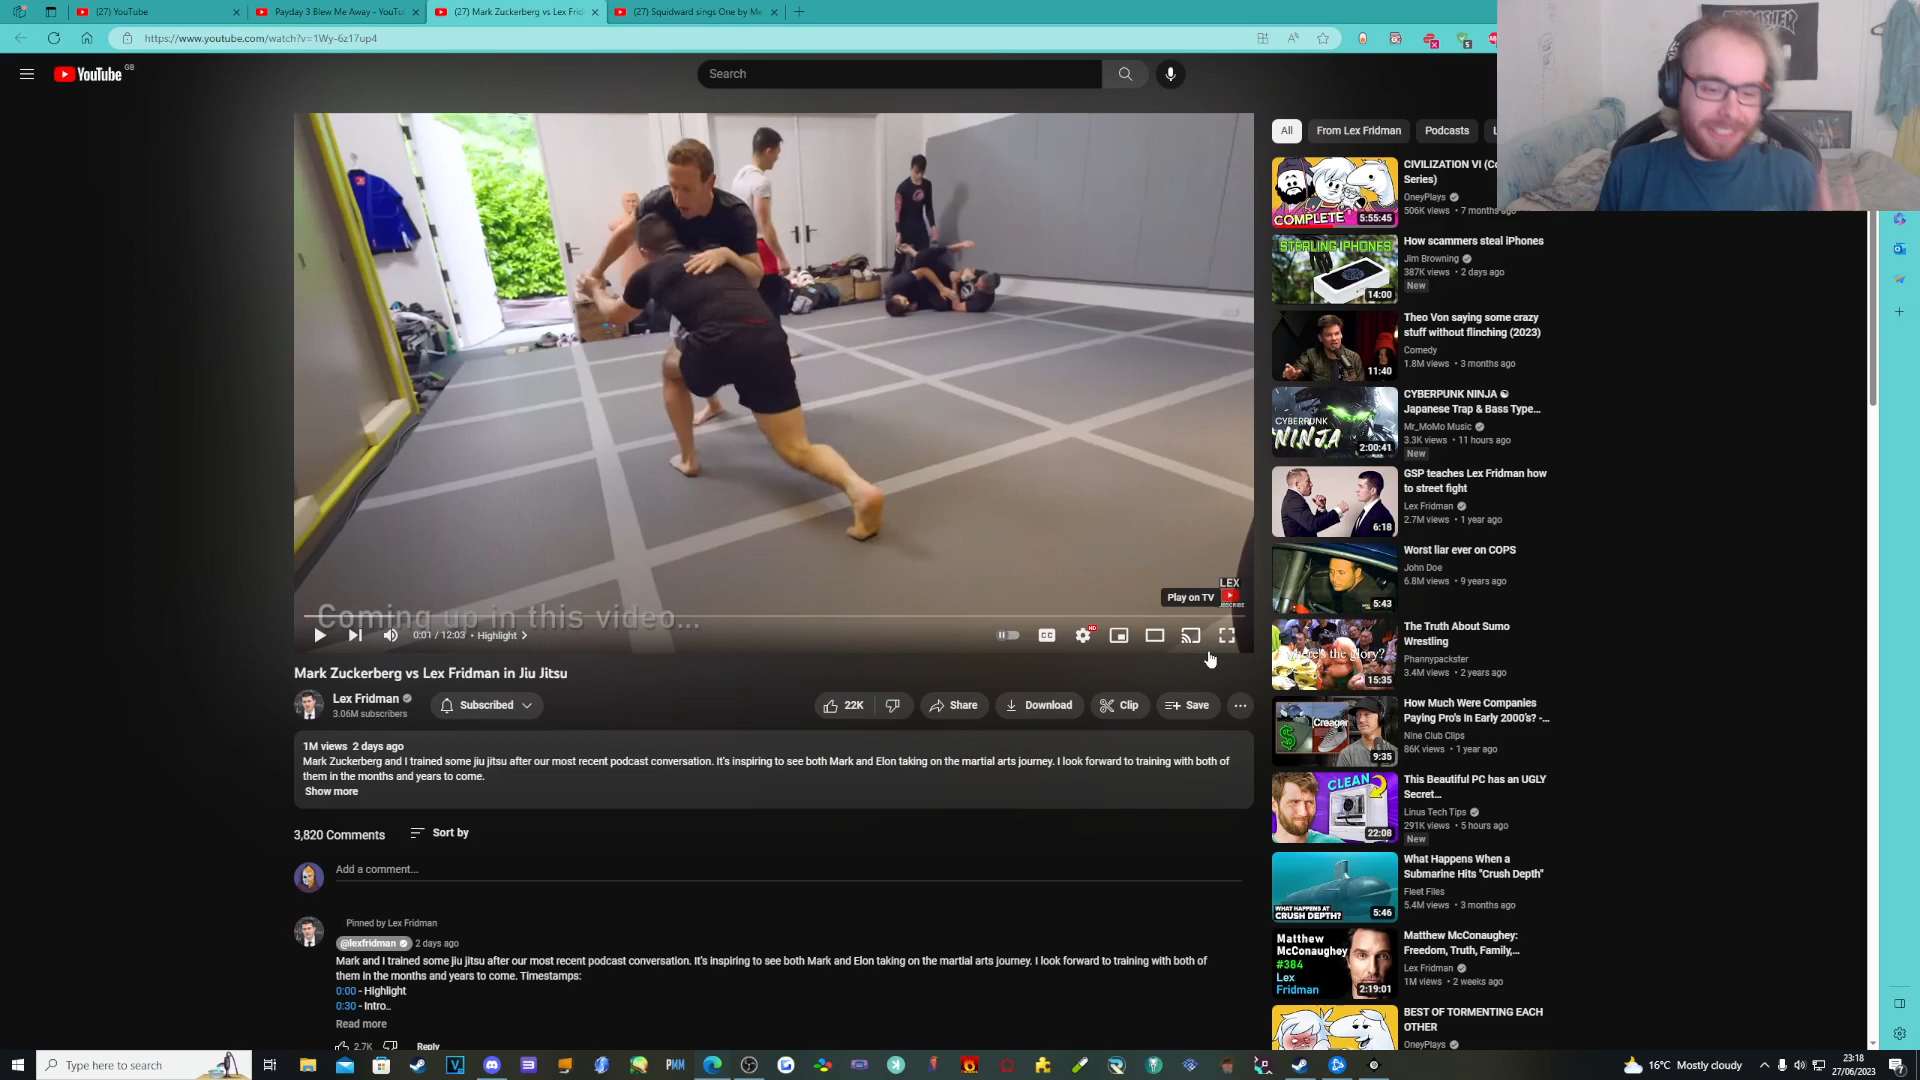 (27) YouTube
Payday 3 Blew Me Away - YouTu
(27) Mark Zuckerberg vs Lex Frid
(27) Squidward sings One by Me
https://www.youtube.com/watch?v=1Wy-6z17up4
YouTube GB
Search
THRASHER
All
From Lex Fridman
Podcasts
Coming up in this video...
LEX
SUBSCRIBE
Play on TV
0:01 / 12:03 • Highlight
CC
HD
Mark Zuckerberg vs Lex Fridman in Jiu Jitsu
Lex Fridman
3.06M subscribers
Subscribed
22K
Share
Download
Clip
Save
1M views 2 days ago
Mark Zuckerberg and I trained some jiu jitsu after our most recent podcast conversation. It's inspiring to see both Mark and Elon taking on the martial arts journey. I look forward to training with both of
them in the months and years to come.
Show more
3,820 Comments
Sort by
Add a comment...
Pinned by Lex Fridman
@lexfridman 2 days ago
Mark and I trained some jiu jitsu after our most recent podcast conversation. It's inspiring to see both Mark and Elon taking on the martial arts journey. I look forward to training with both of
them in the months and years to come. Timestamps:
0:00 - Highlight
0:30 - Intro..
Read more
2.7K
Reply
COMPLETE
5:55:45
CIVILIZATION VI (Co
Series)
OneyPlays
506K views • 7 months ago
STEALING IPHONES
14:00
How scammers steal iPhones
Jim Browning
387K views • 2 days ago
New
11:40
Theo Von saying some crazy
stuff without flinching (2023)
Comedy
1.8M views • 3 months ago
CYBERPUNK
NINJA
2:00:41
CYBERPUNK NINJA ☯
Japanese Trap & Bass Type...
Mr_MoMo Music
3.3K views • 11 hours ago
New
6:18
GSP teaches Lex Fridman how
to street fight
Lex Fridman
2.7M views • 1 year ago
5:43
Worst liar ever on COPS
John Doe
6.8M views • 9 years ago
here's the glory?
15:35
The Truth About Sumo
Wrestling
Phannypackster
3.4M views • 2 years ago
Creager
$
9:35
How Much Were Companies
Paying Pro's In Early 2000's? -...
Nine Club Clips
86K views • 1 year ago
CLEAN
22:08
This Beautiful PC has an UGLY
Secret...
Linus Tech Tips
291K views • 5 hours ago
New
WHAT HAPPENS AT
CRUSH DEPTH?
5:46
What Happens When a
Submarine Hits "Crush Depth"
Fleet Files
5.4M views • 3 months ago
Matthew
McConaughey
#384
Lex
Fridman
2:19:01
Matthew McConaughey:
Freedom, Truth, Family,...
Lex Fridman
1M views • 2 weeks ago
BEST OF TORMENTING EACH
OTHER
OneyPlays
Type here to search
PMM
16°C Mostly cloudy
23:18
27/06/2023